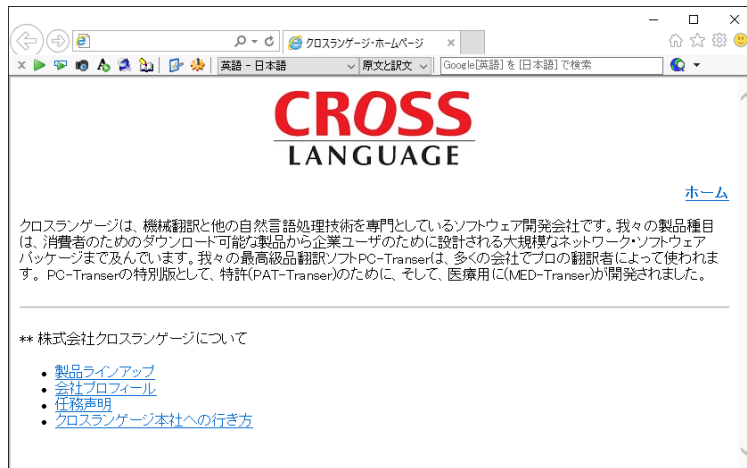 クロスランゲージ・ホームページ
英語 - 日本語
原文と訳文
Google[英語] を [日本語] で検索
CROSS
LANGUAGE
ホーム
クロスランゲージは、機械翻訳と他の自然言語処理技術を専門としているソフトウェア開発会社です。我々の製品種目
は、消費者のためのダウンロード可能な製品から企業ユーザのために設計される大規模なネットワーク・ソフトウェア
パッケージまで及んでいます。我々の最高級品翻訳ソフトPC-Transerは、多くの会社でプロの翻訳者によって使われま
す。PC-Transerの特別版として、特許(PAT-Transer)のために、そして、医療用に(MED-Transer)が開発されました。
** 株式会社クロスランゲージについて
• 製品ラインアップ
• 会社プロフィール
• 任務声明
• クロスランゲージ本社への行き方